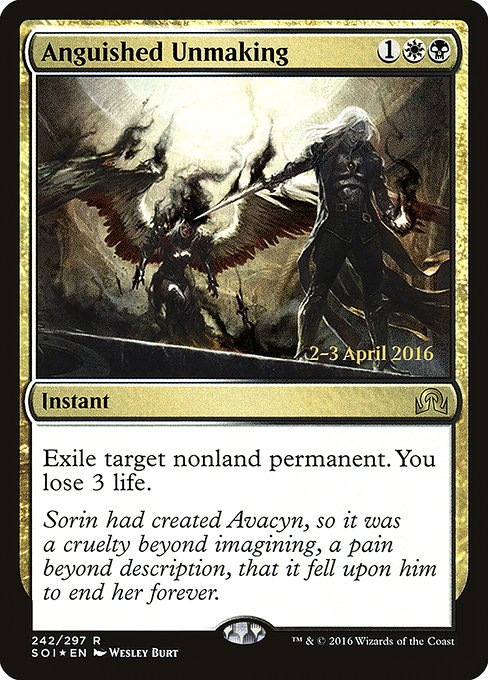 Anguished Unmaking 1
2–3 April 2016
Instant
Exile target nonland permanent. You
lose 3 life.
Sorin had created Avacyn, so it was
a cruelty beyond imagining, a pain
beyond description, that it fell upon him
to end her forever.
242/297 R
SOI★EN Wesley Burt
™ & © 2016 Wizards of the Coast